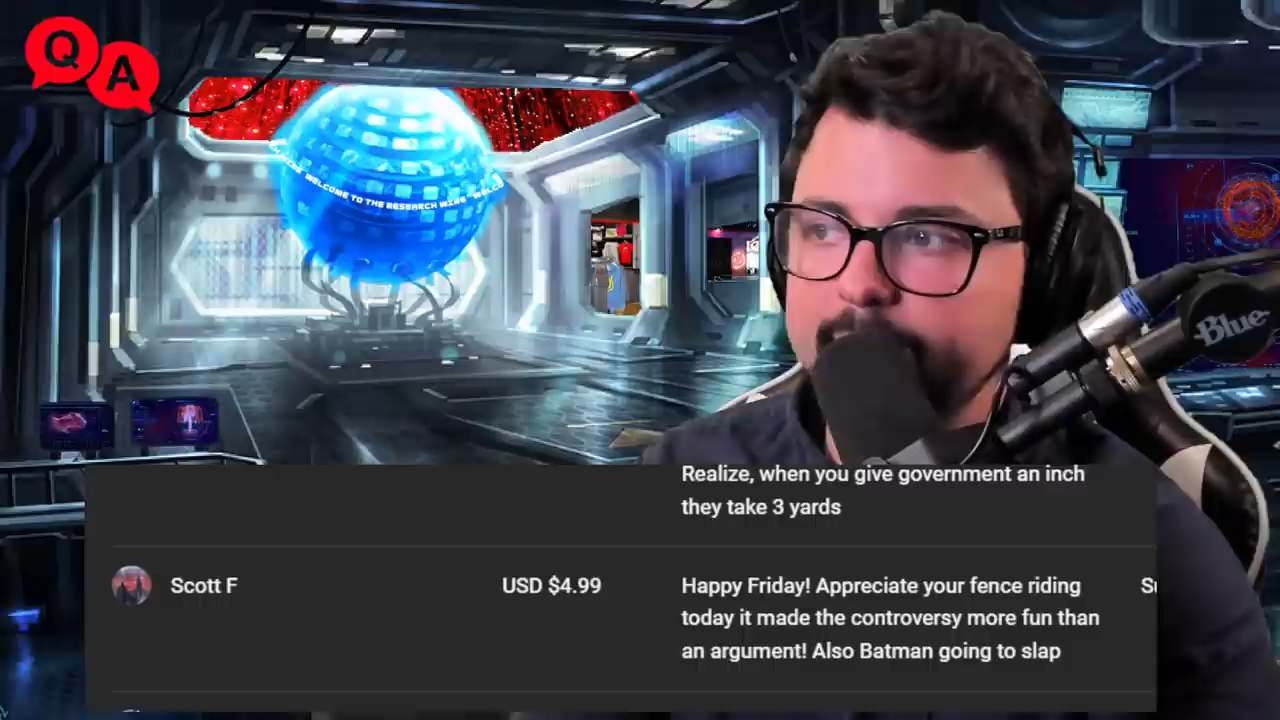 Q A
WELCOME TO THE RESEARCH WING
Blue
Realize, when you give government an inch
they take 3 yards
Scott F
USD $4.99
Happy Friday! Appreciate your fence riding
today it made the controversy more fun than
an argument! Also Batman going to slap